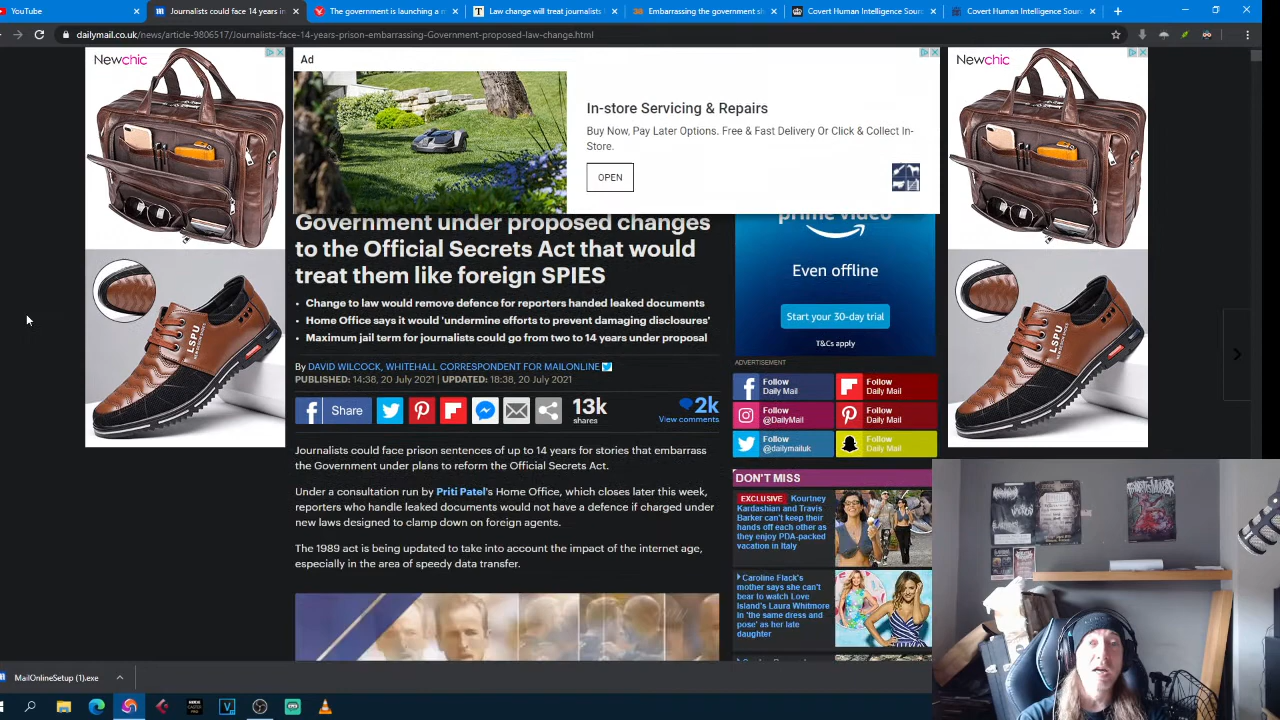 YouTube
Journalists could face 14 years in
The government is launching a n
Law change will treat journalists l
Embarrassing the government sh
Covert Human Intelligence Sour
Covert Human Intelligence Sour
dailymail.co.uk/news/article-9806517/Journalists-face-14-years-prison-embarrassing-Government-proposed-law-change.html
Newchic
Ad
In-store Servicing & Repairs
Buy Now, Pay Later Options. Free & Fast Delivery Or Click & Collect In-
Store.
OPEN
Newchic
Government under proposed changes
to the Official Secrets Act that would
treat them like foreign SPIES
• Change to law would remove defence for reporters handed leaked documents
• Home Office says it would 'undermine efforts to prevent damaging disclosures'
• Maximum jail term for journalists could go from two to 14 years under proposal
By DAVID WILCOCK, WHITEHALL CORRESPONDENT FOR MAILONLINE
PUBLISHED: 14:38, 20 July 2021 | UPDATED: 18:38, 20 July 2021
Share
13k
shares
2k
View comments
Journalists could face prison sentences of up to 14 years for stories that embarrass
the Government under plans to reform the Official Secrets Act.
Under a consultation run by Priti Patel's Home Office, which closes later this week,
reporters who handle leaked documents would not have a defence if charged under
new laws designed to clamp down on foreign agents.
The 1989 act is being updated to take into account the impact of the internet age,
especially in the area of speedy data transfer.
prime video
Even offline
Start your 30-day trial
T&Cs apply
ADVERTISEMENT
Follow
Daily Mail
Follow
Daily Mail
Follow
@DailyMail
Follow
Daily Mail
Follow
@dailymailuk
Follow
Daily Mail
DON'T MISS
EXCLUSIVE Kourtney
Kardashian and Travis
Barker can't keep their
hands off each other as
they enjoy PDA-packed
vacation in Italy
Caroline Flack's
mother says she can't
bear to watch Love
Island's Laura Whitmore
in 'the same dress and
pose' as her late
daughter
LSPU
LSPU
MailOnlineSetup (1).exe